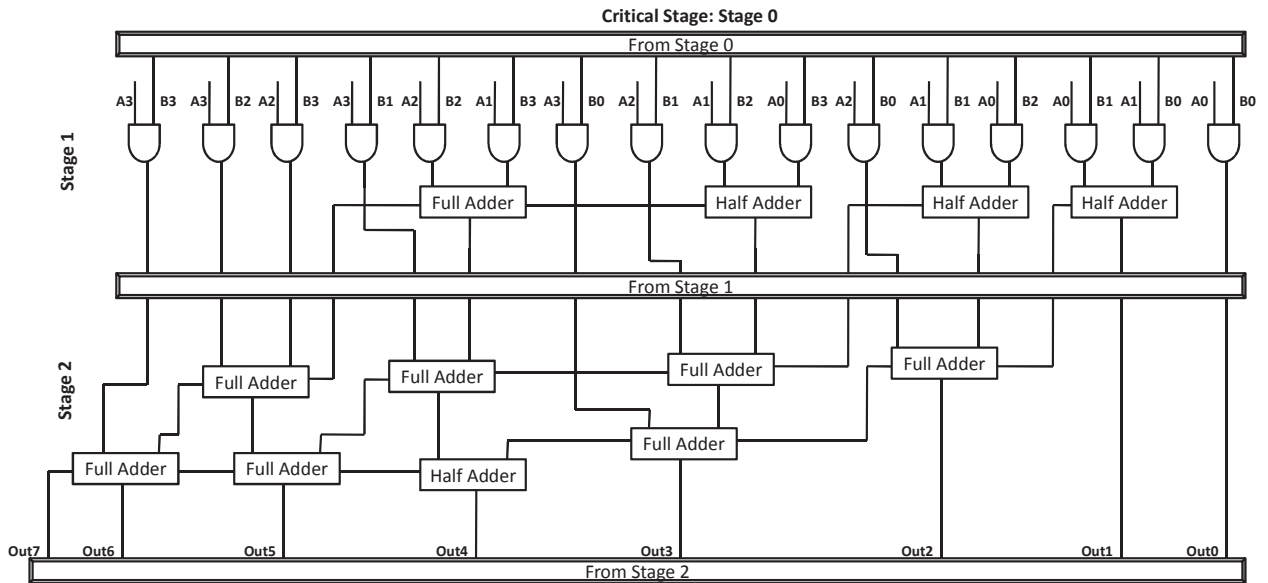 Critical Stage: Stage 0
From Stage 0
A3 B3 A3 B2 A2 B3 A3 B1 A2 B2 A1 B3 A3 B0 A2 B1 A1 B2 A0 B3 A2 B0 A1 B1 A0 B2 A0 B1 A1 B0 A0 B0
Stage 1
Full Adder Half Adder Half Adder Half Adder
From Stage 1
Stage 2
Full Adder Full Adder Full Adder Full Adder
Full Adder
Full Adder Full Adder Half Adder
Out7 Out6 Out5 Out4 Out3 Out2 Out1 Out0
From Stage 2